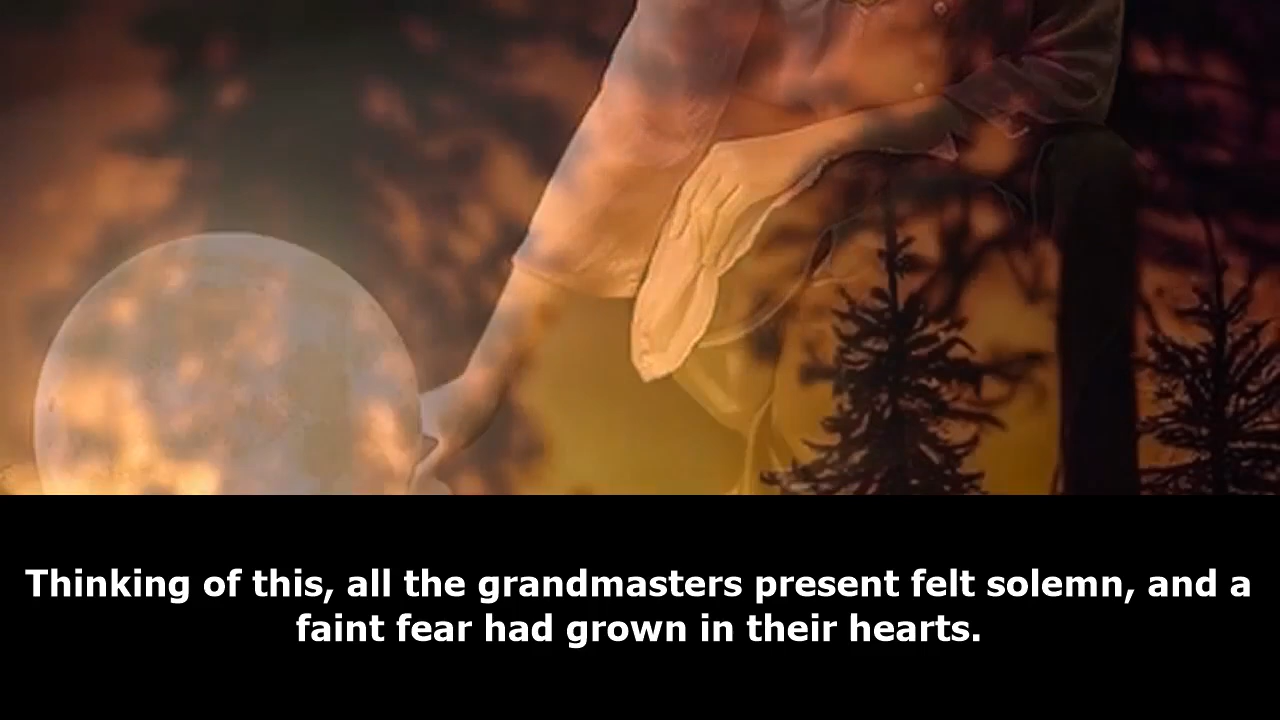 Thinking of this, all the grandmasters present felt solemn, and a
faint fear had grown in their hearts.